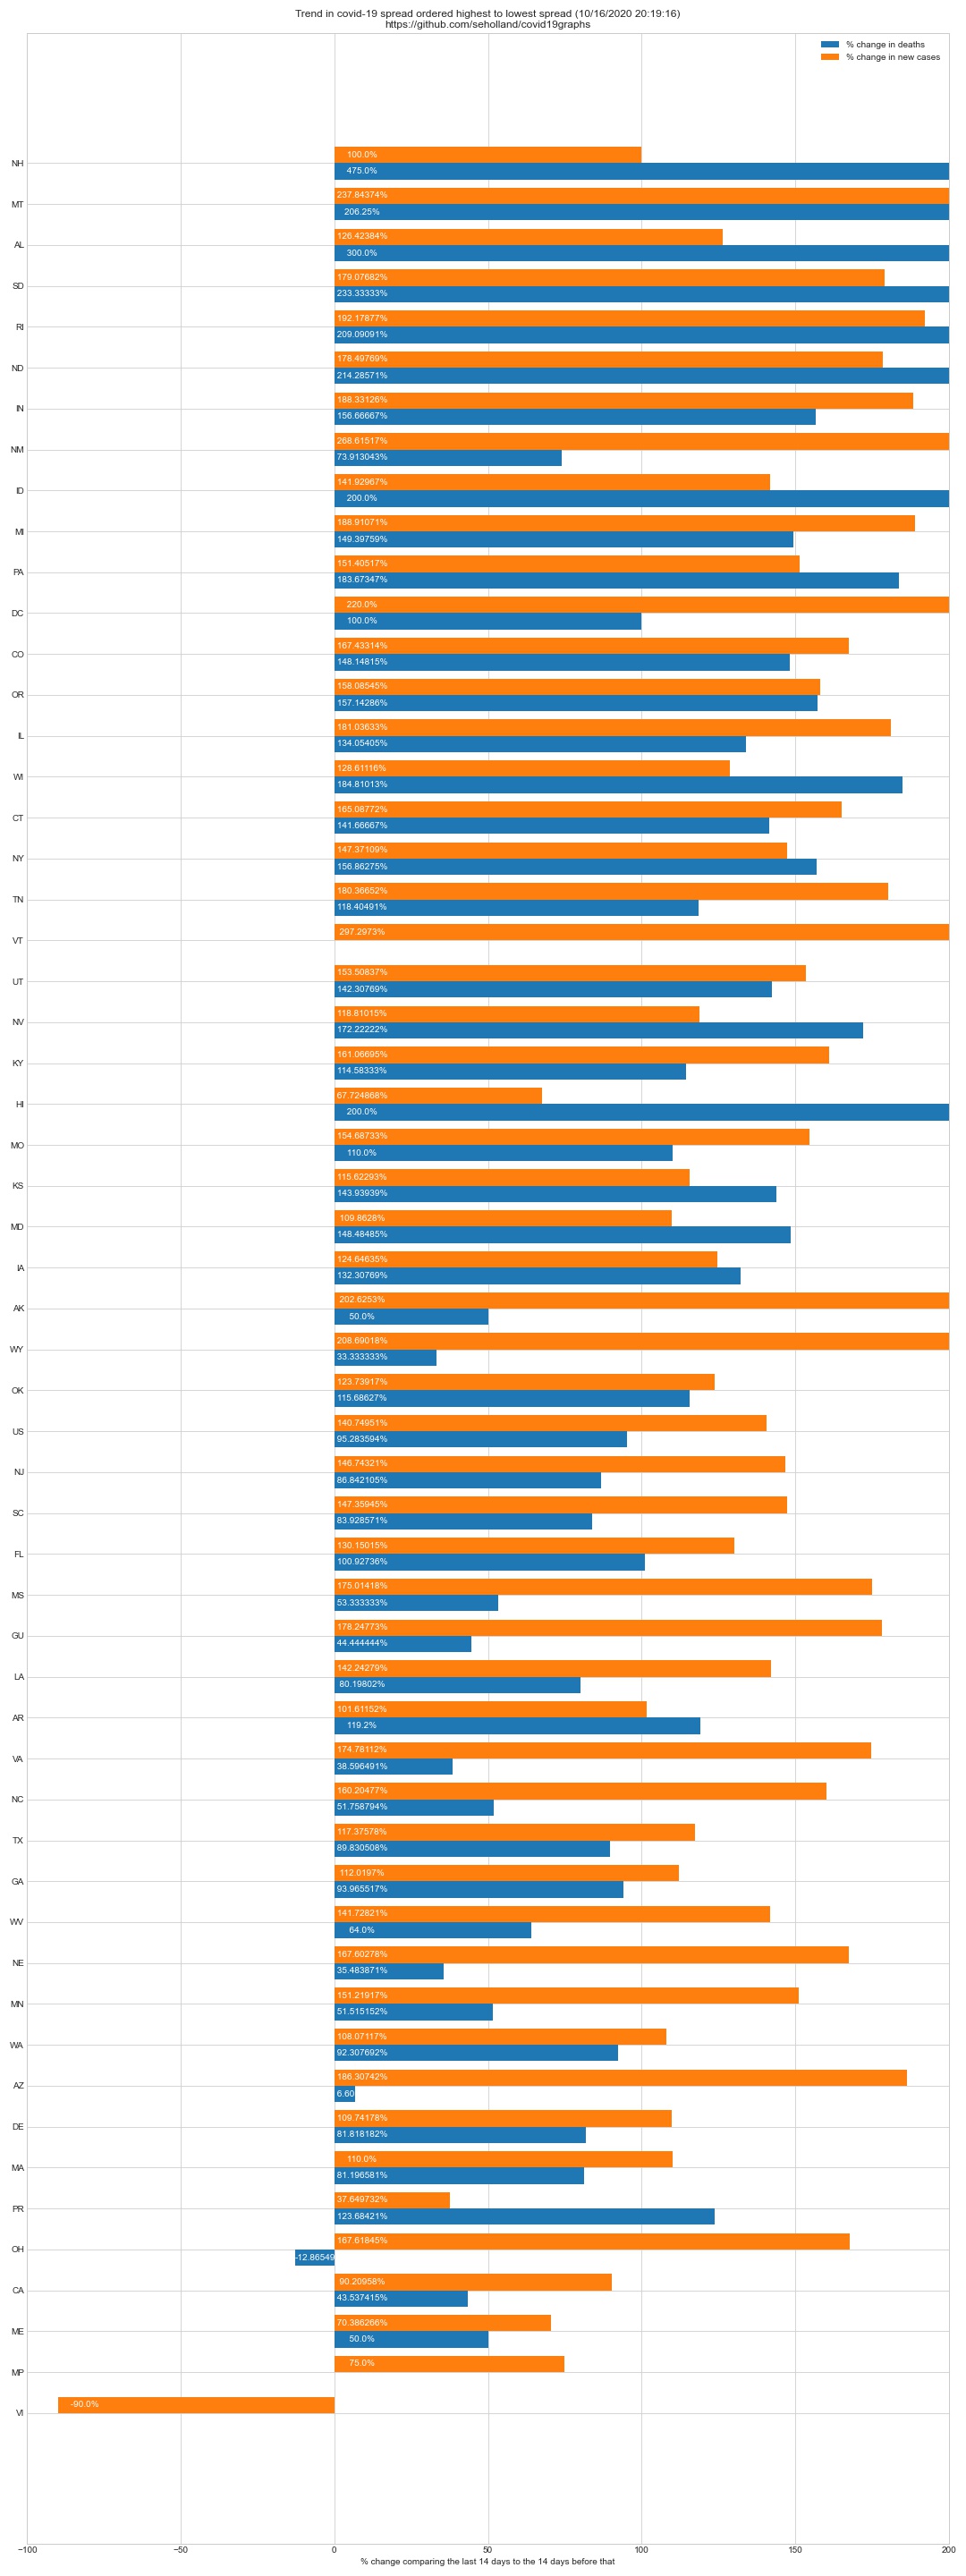 Trend in covid-19 spread ordered highest to lowest spread (10/16/2020 20:19:16)
https://github.com/seholland/covid19graphs
% change in deaths
% change in new cases
100.0%
NH
475.0%
237.84374%
MT
206.25%
126.42384%
AL
300.0%
179.07682%
SD
233.33333%
192.17877%
RI
209.09091%
178.49769%
ND
214.28571%
188.33126%
IN
156.66667%
268.61517%
NM
73.913043%
141.92967%
ID
200.0%
188.91071%
MI
149.39759%
151.40517%
PA
183.67347%
220.0%
DC
100.0%
167.43314%
CO
148.14815%
158.08545%
OR
157.14286%
181.03633%
IL
134.05405%
128.61116%
WI
184.81013%
165.08772%
CT
141.66667%
147.37109%
NY
156.86275%
180.36652%
TN
118.40491%
297.2973%
VT
153.50837%
UT
142.30769%
118.81015%
NV
172.22222%
161.06695%
KY
114.58333%
67.724868%
HI
200.0%
154.68733%
MO
110.0%
115.62293%
KS
143.93939%
109.8628%
MD
148.48485%
124.64635%
IA
132.30769%
202.6253%
AK
50.0%
208.69018%
WY
33.333333%
123.73917%
OK
115.68627%
140.74951%
US
95.283594%
146.74321%
NJ
86.842105%
147.35945%
SC
83.928571%
130.15015%
FL
100.92736%
175.01418%
MS
53.333333%
178.24773%
GU
44.444444%
142.24279%
LA
80.19802%
101.61152%
AR
119.2%
174.78112%
VA
38.596491%
160.20477%
NC
51.758794%
117.37578%
TX
89.830508%
112.0197%
GA
93.965517%
141.72821%
WV
64.0%
167.60278%
NE
35.483871%
151.21917%
MN
51.515152%
108.07117%
WA
92.307692%
186.30742%
AZ
6.60
109.74178%
DE
81.818182%
110.0%
MA
81.196581%
37.649732%
PR
123.68421%
167.61845%
OH
-12.86549
90.20958%
CA
43.537415%
70.386266%
ME
50.0%
75.0%
MP
-90.0%
VI
−100 −50 0 50 100 150 200
% change comparing the last 14 days to the 14 days before that